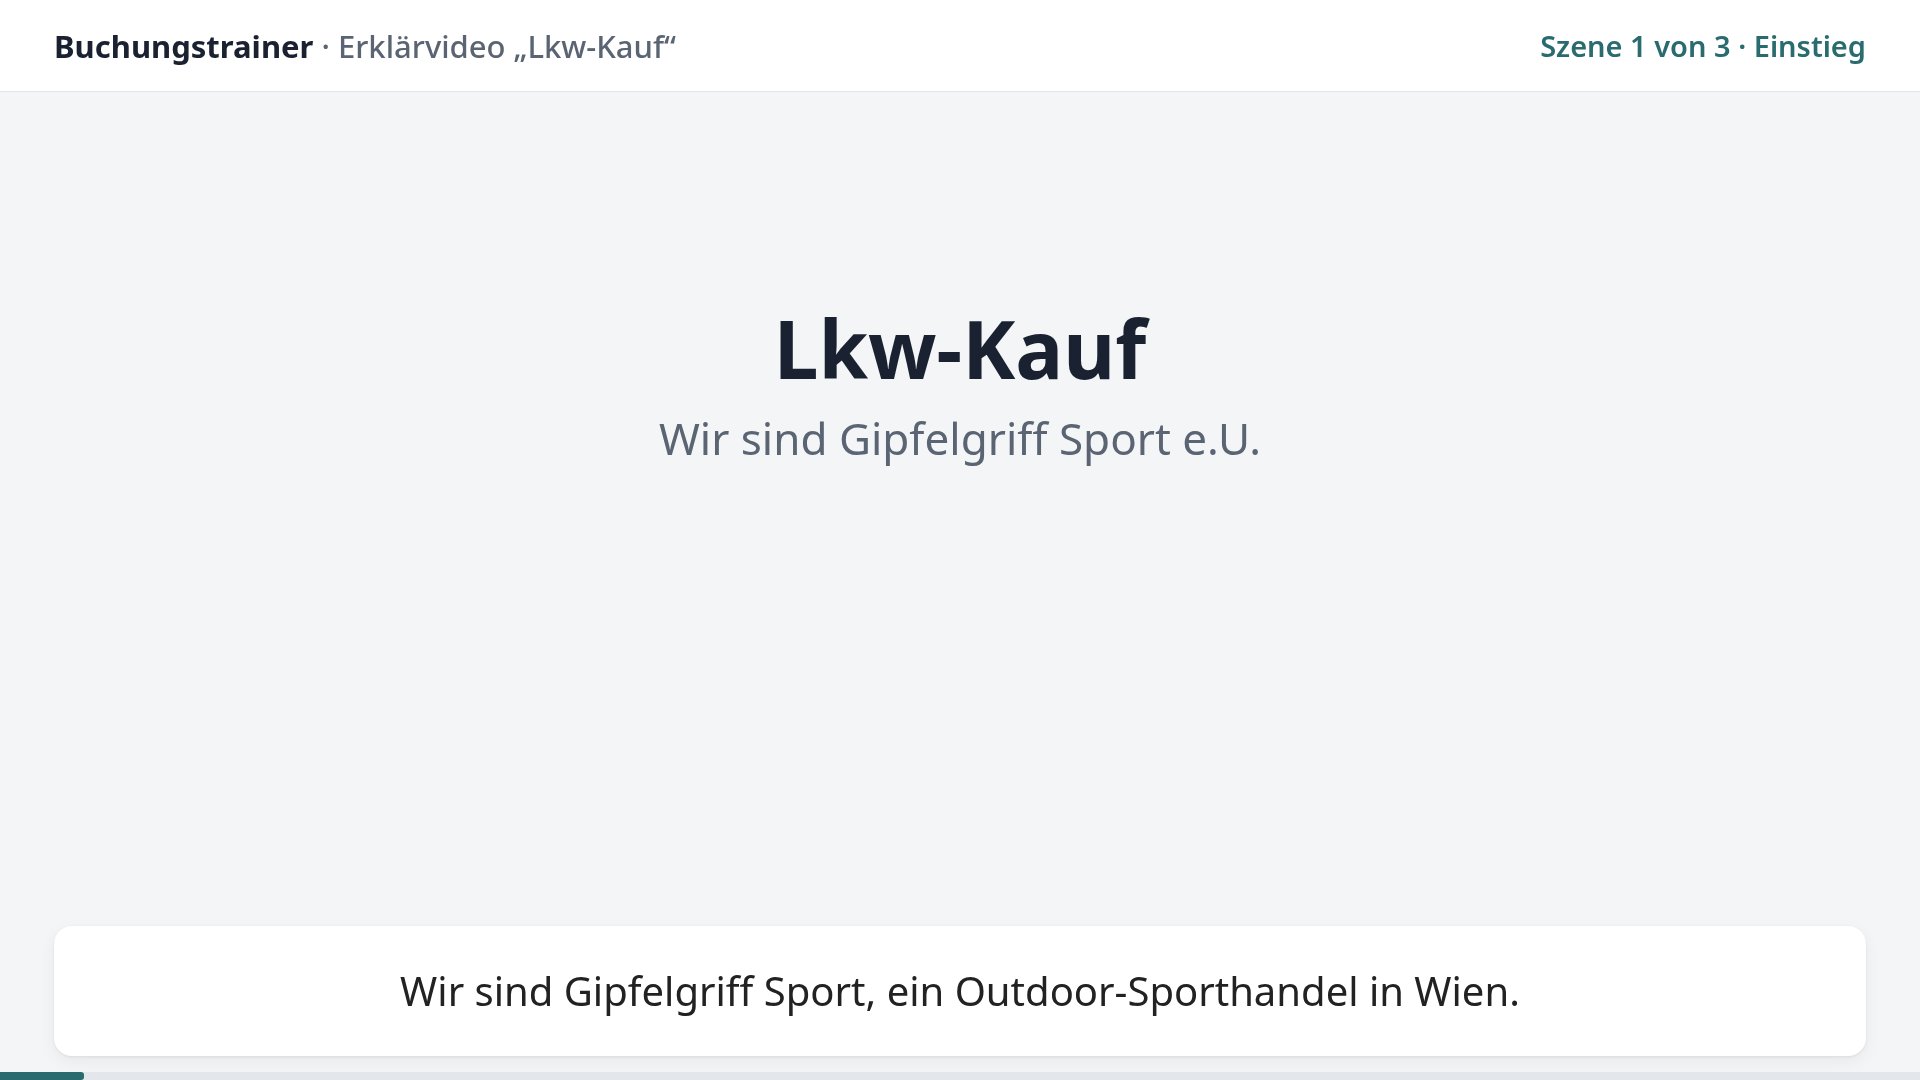 Buchungstrainer · Erklärvideo „Lkw-Kauf“
Szene 1 von 3 · Einstieg
Lkw-Kauf
Wir sind Gipfelgriff Sport e.U.
Wir sind Gipfelgriff Sport, ein Outdoor-Sporthandel in Wien.